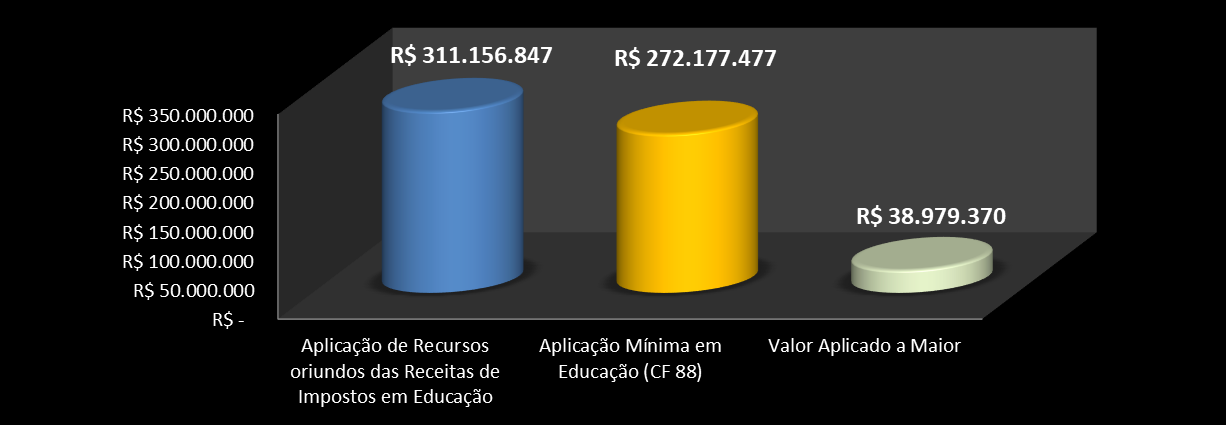 R$ 311.156.847
R$ 272.177.477
R$ 38.979.370
R$ 350.000.000
R$ 300.000.000
R$ 250.000.000
R$ 200.000.000
R$ 150.000.000
R$ 100.000.000
R$ 50.000.000
R$ -
Aplicação de Recursos
oriundos das Receitas de
Impostos em Educação
Aplicação Mínima em
Educação (CF 88)
Valor Aplicado a Maior